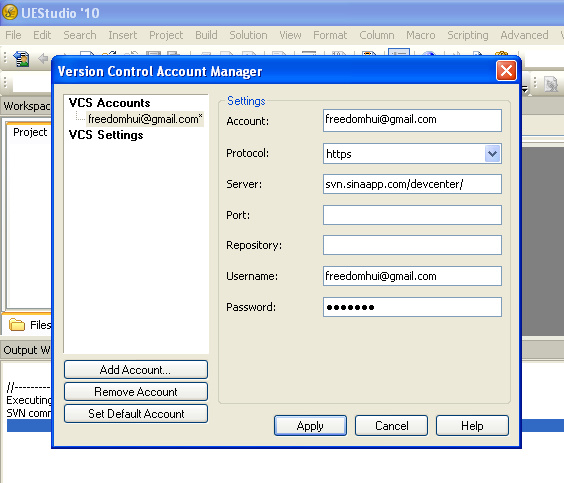 UEStudio '10
File Edit Search Insert Project Build Solution View Format Column Macro Scripting Advanced
Version Control Account Manager
Workspac
Project
VCS Accounts
freedomhui@gmail.com*
VCS Settings
Settings
Account: freedomhui@gmail.com
Protocol: https
Server: svn.sinaapp.com/devcenter/
Port:
Repository:
Username: freedomhui@gmail.com
Password: •••••••
Files
Output W
Add Account...
Remove Account
Set Default Account
//---------
Executing
SVN comm
Apply Cancel Help